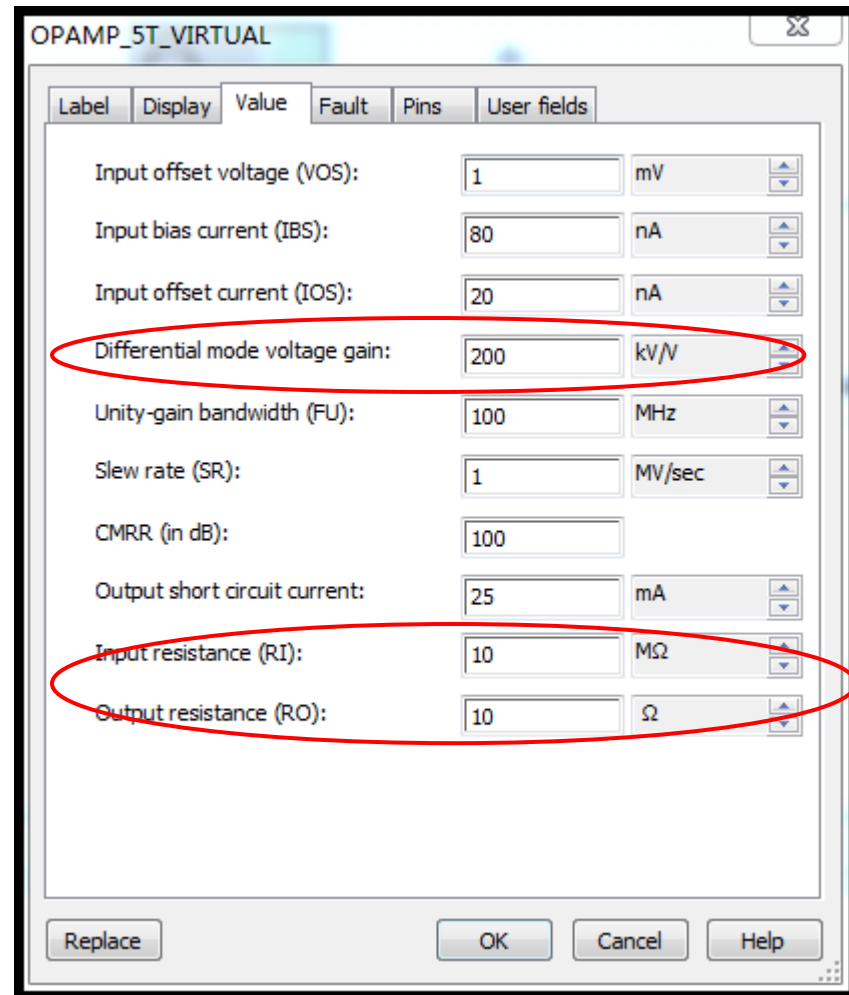 OPAMP_5T_VIRTUAL
Label Display Value Fault Pins User fields
Input offset voltage (VOS): 1 mV
Input bias current (IBS): 80 nA
Input offset current (IOS): 20 nA
Differential mode voltage gain: 200 kV/V
Unity-gain bandwidth (FU): 100 MHz
Slew rate (SR): 1 MV/sec
CMRR (in dB): 100
Output short circuit current: 25 mA
Input resistance (RI): 10 MΩ
Output resistance (RO): 10 Ω
Replace OK Cancel Help